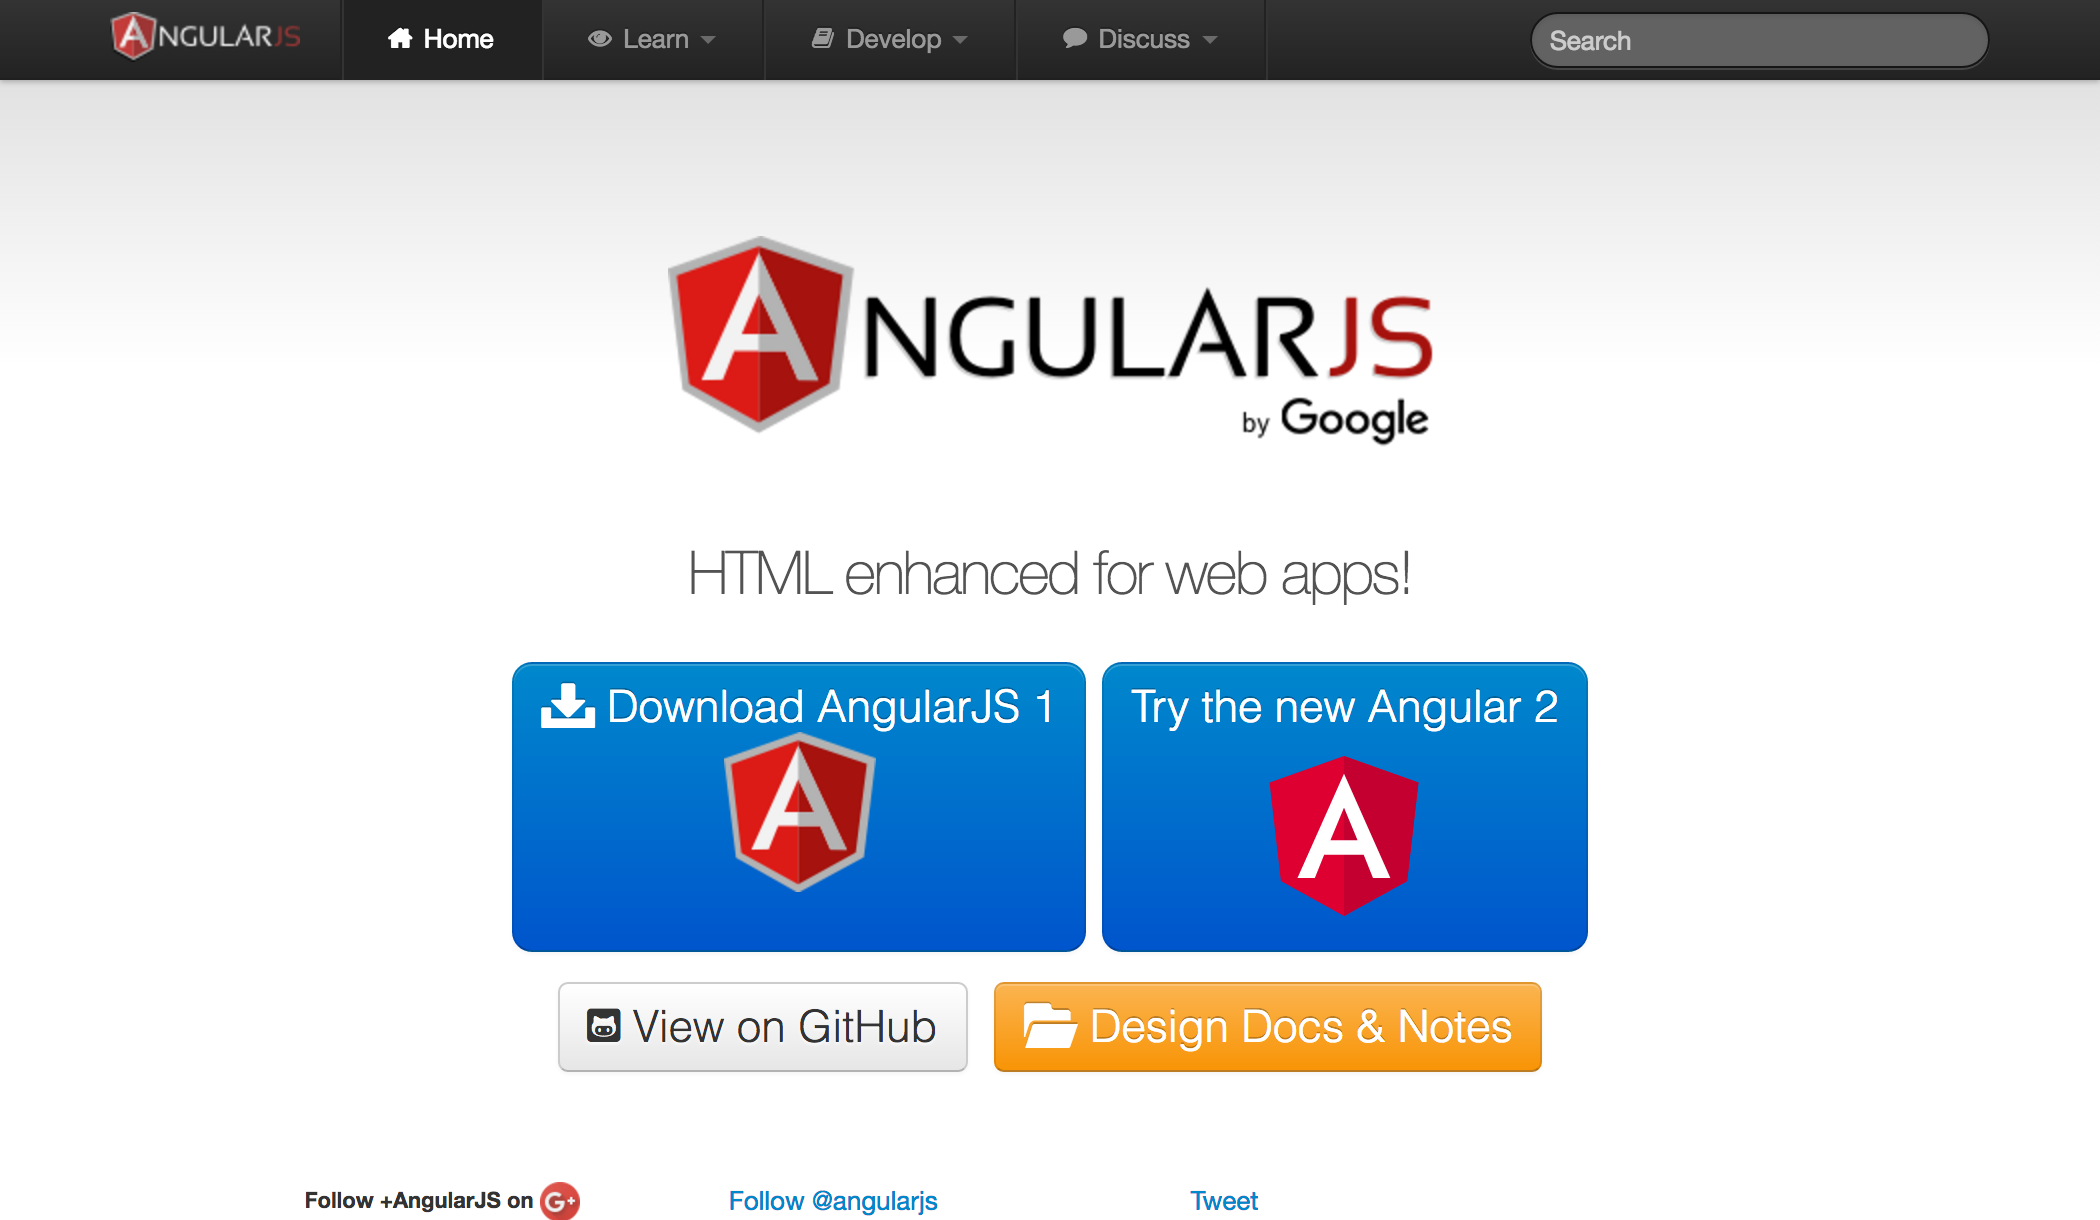 ANGULARJS Home Learn Develop Discuss Search
ANGULARJS
by Google
HTML enhanced for web apps!
Download AngularJS 1
Try the new Angular 2
View on GitHub
Design Docs & Notes
Follow +AngularJS on G+
Follow @angularjs
Tweet